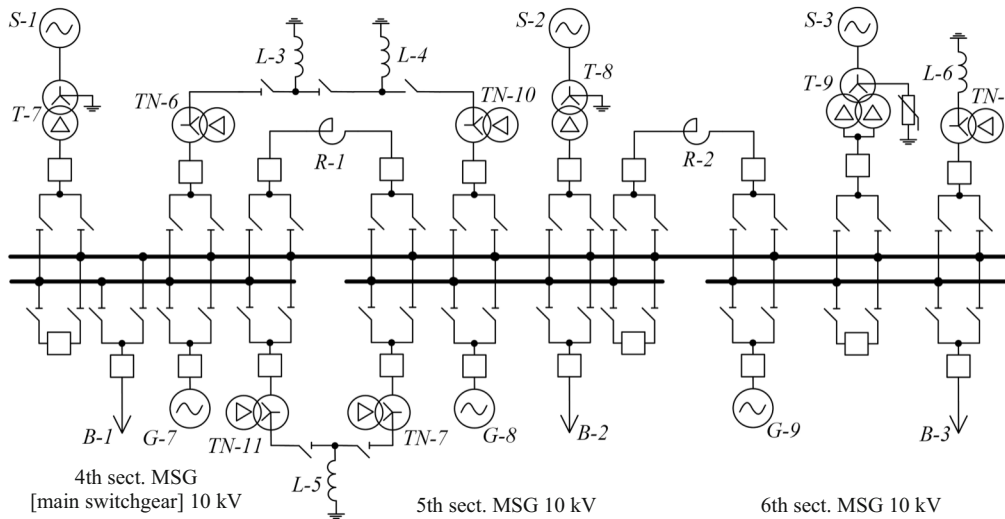 S-1
S-2
S-3
L-3
L-4
T-8
T-9
L-6
T-7
TN-6
TN-10
TN-
R-1
R-2
B-1
G-7
TN-11
TN-7
G-8
B-2
G-9
B-3
L-5
4th sect. MSG
[main switchgear] 10 kV
5th sect. MSG 10 kV
6th sect. MSG 10 kV